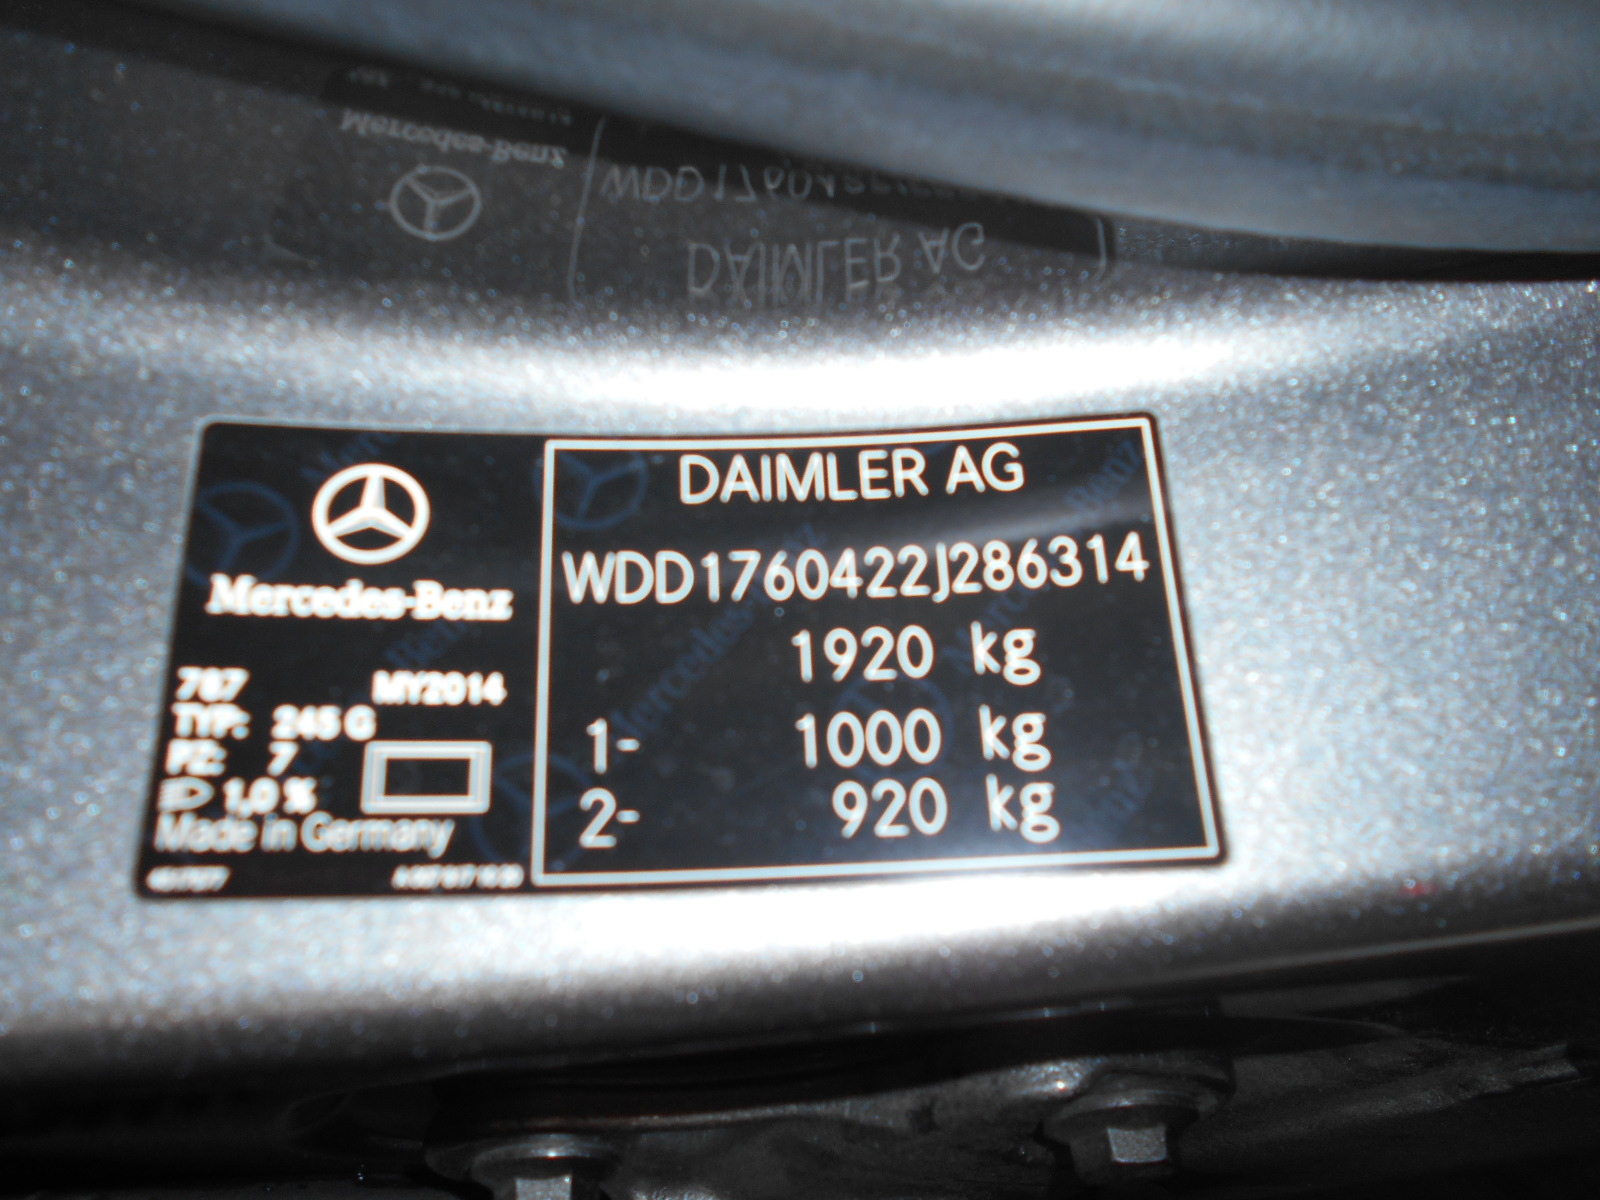 Mercedes-Benz
787 MY2014
TYP: 245 G
PZ: 7
1,0 %
Made in Germany
DAIMLER AG
WDD1760422J286314
1920 kg
1- 1000 kg
2- 920 kg